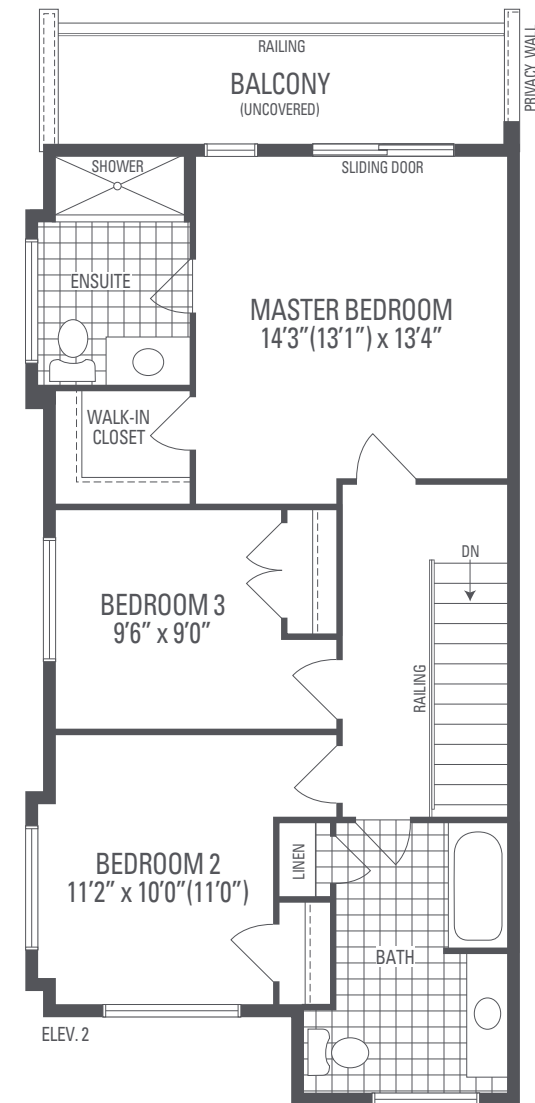 RAILING
PRIVACY WALL
BALCONY
(UNCOVERED)
SHOWER
SLIDING DOOR
ENSUITE
MASTER BEDROOM
14'3”(13'1”) x 13'4”
WALK-IN
CLOSET
DN
BEDROOM 3
9'6” x 9'0”
RAILING
BEDROOM 2
11'2” x 10'0”(11'0”)
LINEN
BATH
ELEV. 2